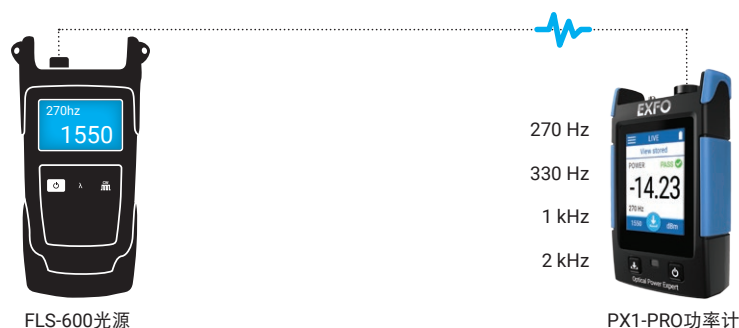 270hz
1550
270 Hz
330 Hz
1 kHz
2 kHz
EXFO
LIVE
View stored
POWER PASS
-14.23
270 Hz
1550 dBm
Optical Power Expert
FLS-600光源
PX1-PRO功率计